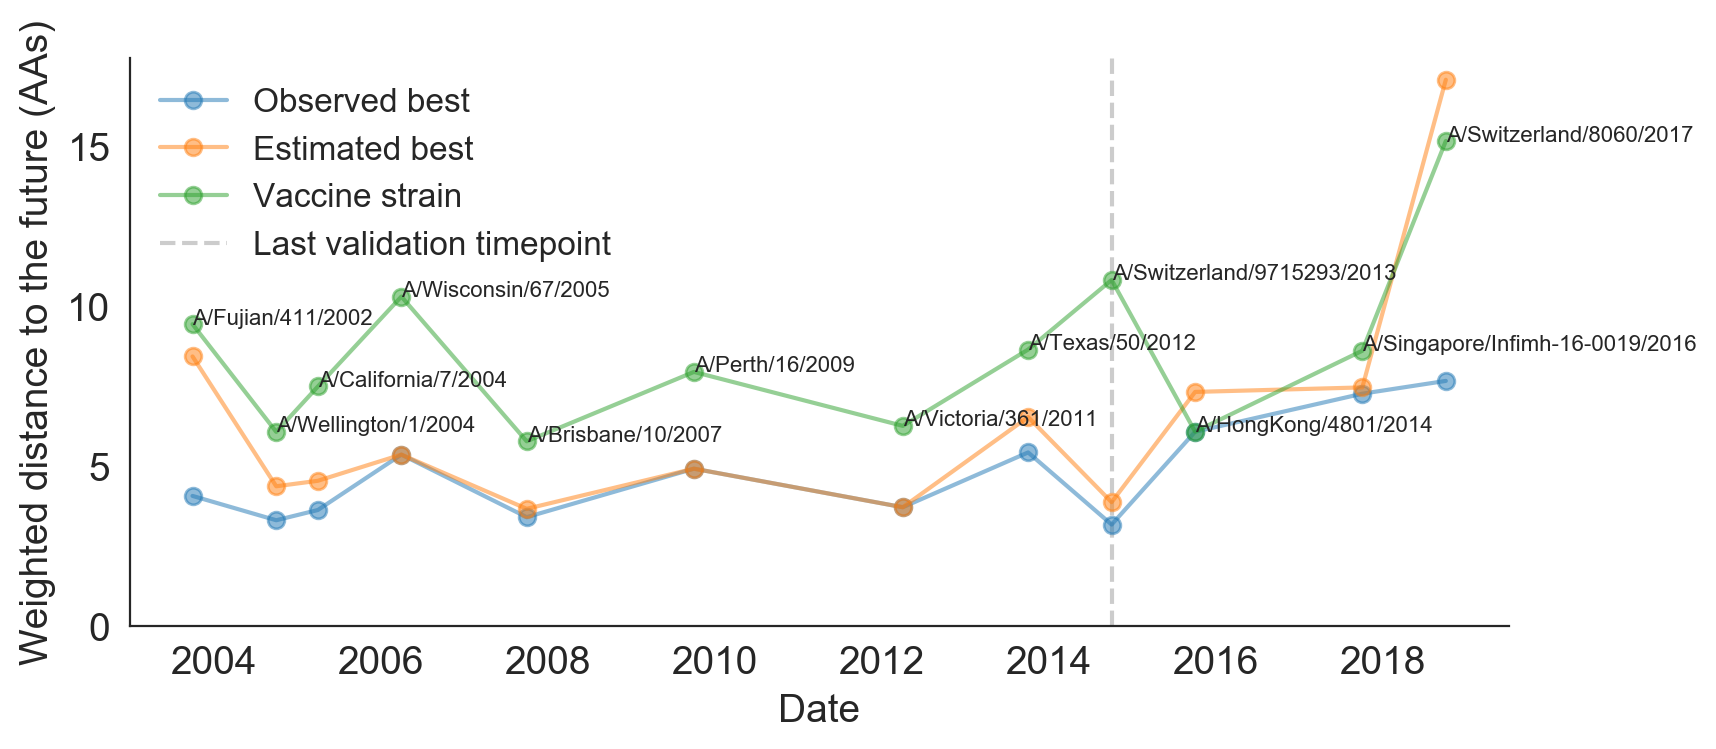 Weighted distance to the future (AAs)
15
10
5
0
Observed best
Estimated best
Vaccine strain
Last validation timepoint
A/Fujian/411/2002
A/Wellington/1/2004
A/California/7/2004
A/Wisconsin/67/2005
A/Brisbane/10/2007
A/Perth/16/2009
A/Victoria/361/2011
A/Texas/50/2012
A/Switzerland/9715293/2013
A/HongKong/4801/2014
A/Singapore/Infimh-16-0019/2016
A/Switzerland/8060/2017
2004 2006 2008 2010 2012 2014 2016 2018
Date